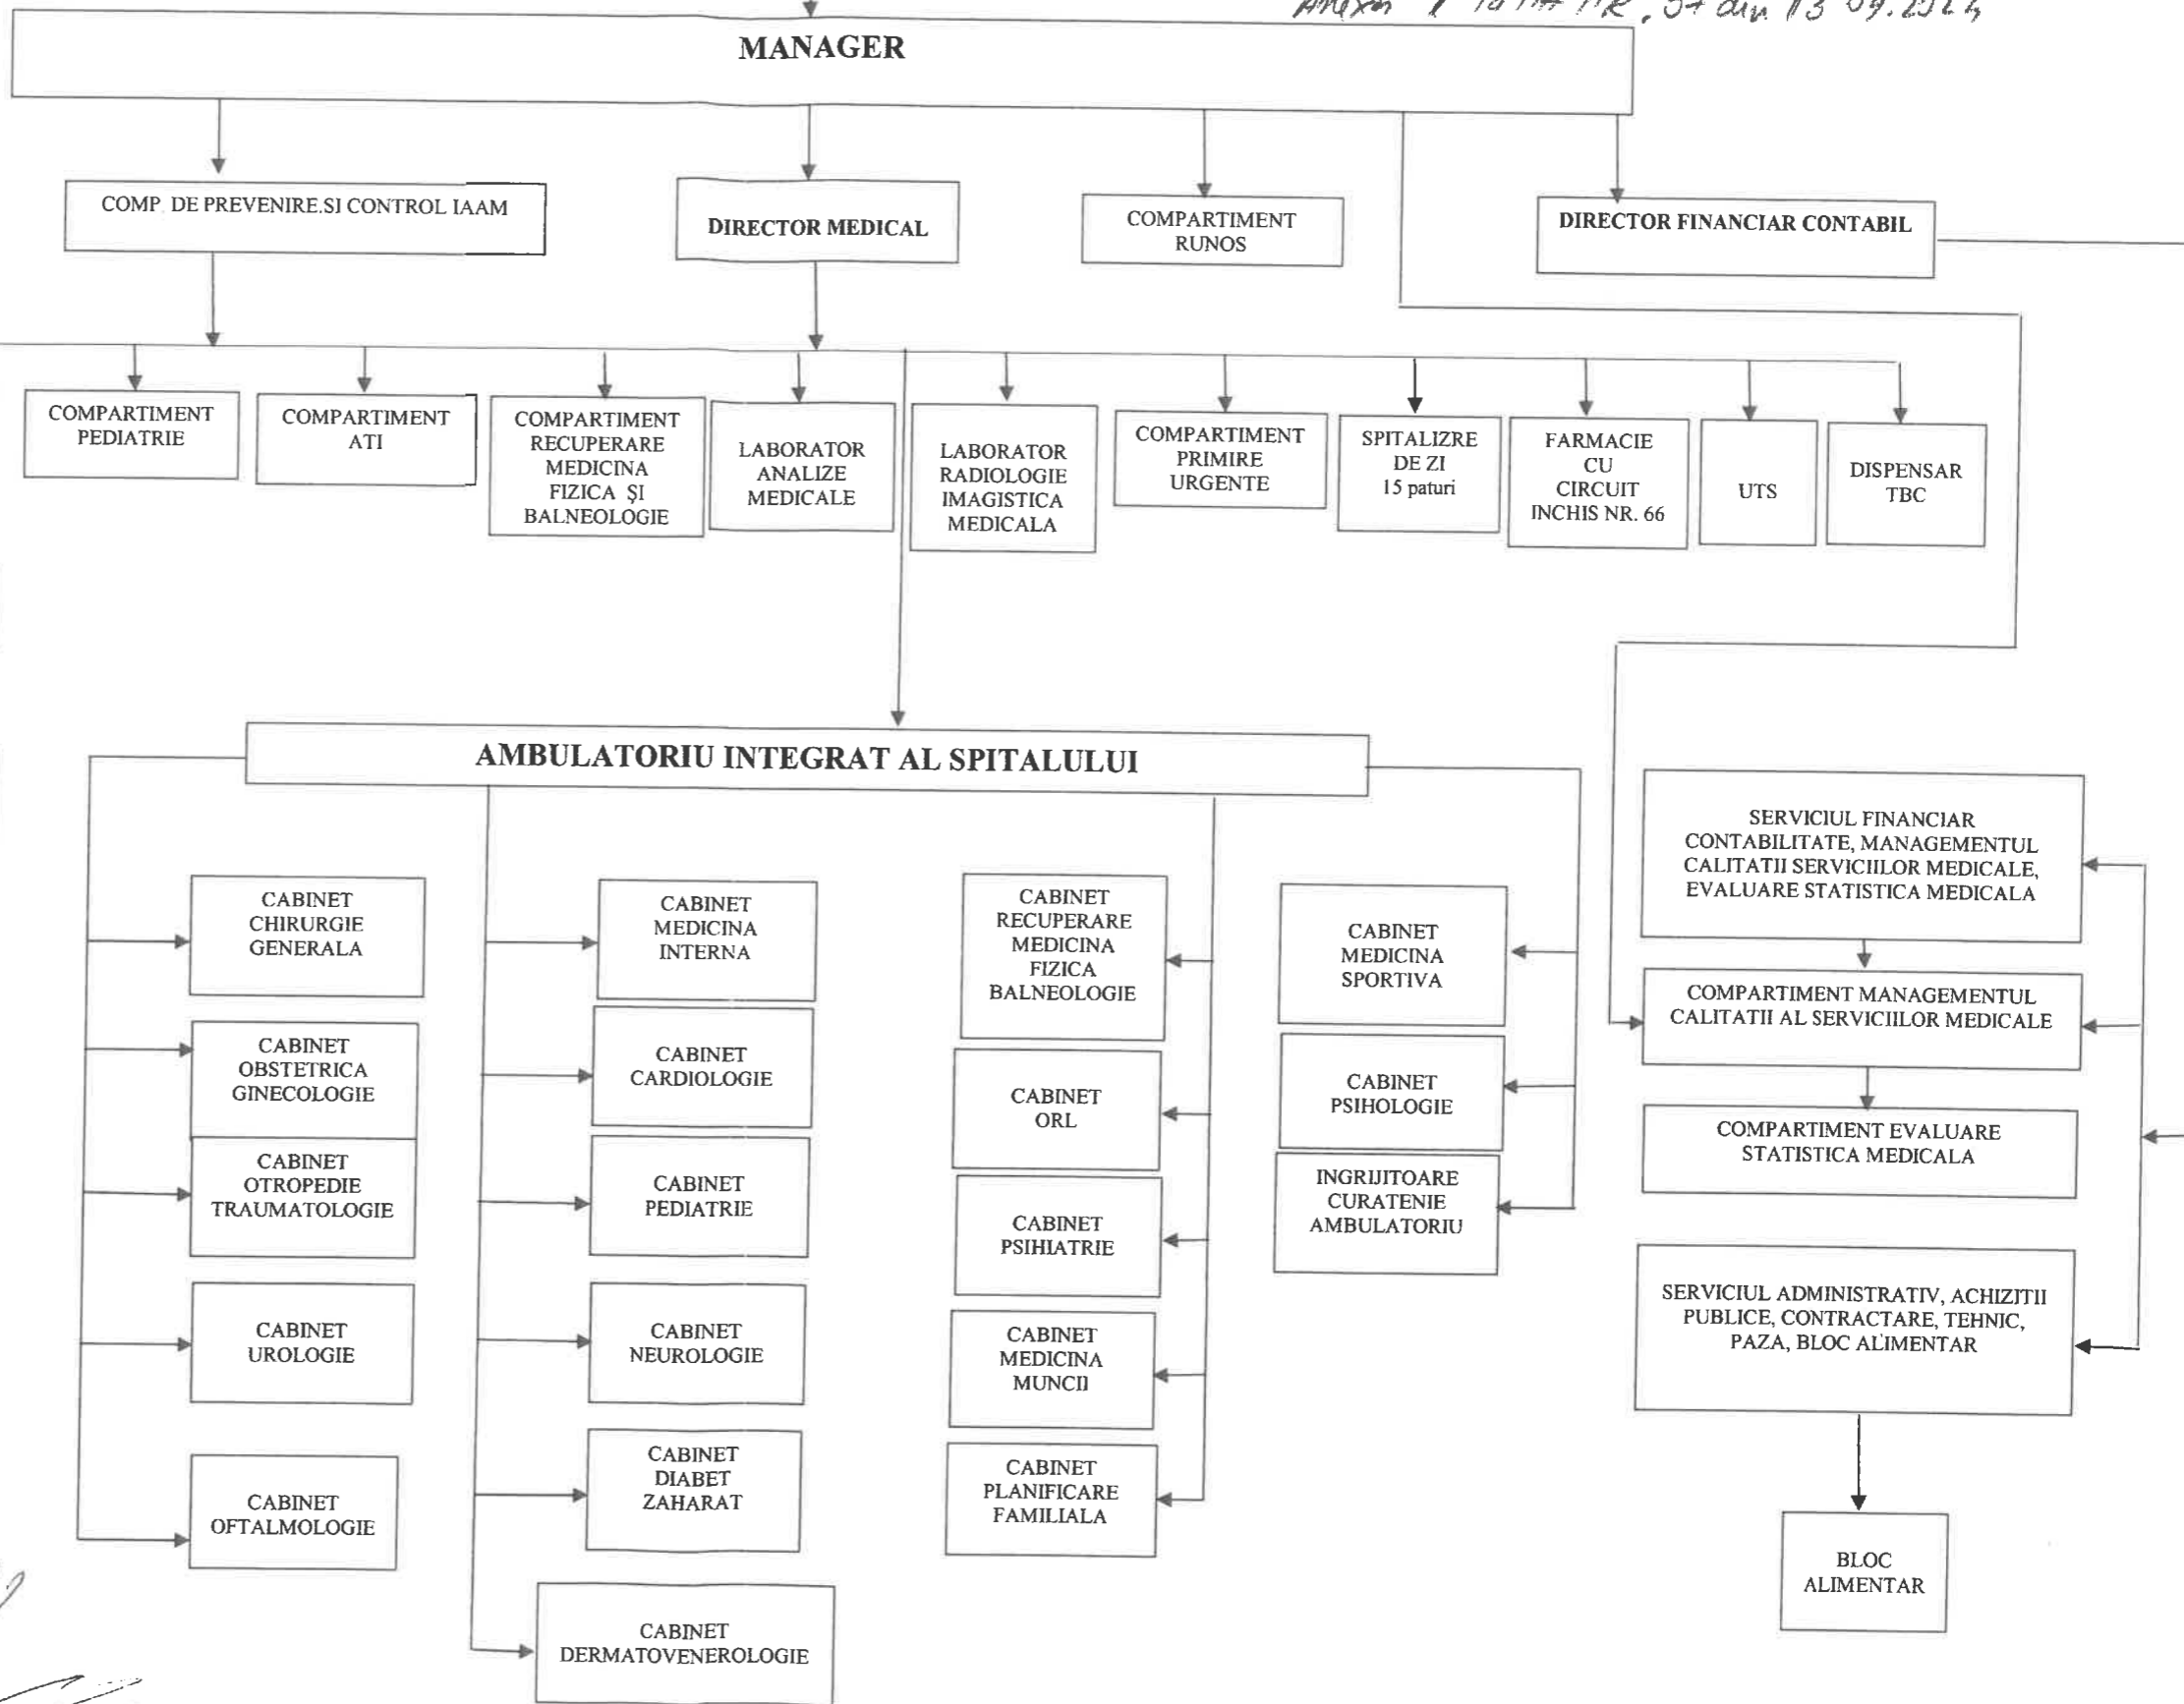 din 13 09.202
MANAGER
COMP. DE PREVENIRE.SI CONTROL IAAM
DIRECTOR MEDICAL
COMPARTIMENT
RUNOS
DIRECTOR FINANCIAR CONTABIL
COMPARTIMENT
PEDIATRIE
COMPARTIMENT
ATI
COMPARTIMENT
RECUPERARE
MEDICINA
FIZICA ŞI
BALNEOLOGIE
LABORATOR
ANALIZE
MEDICALE
LABORATOR
RADIOLOGIE
IMAGISTICA
MEDICALA
COMPARTIMENT
PRIMIRE
URGENTE
SPITALIZRE
DE ZI
15 paturi
FARMACIE
CU
CIRCUIT
INCHIS NR. 66
UTS
DISPENSAR
TBC
AMBULATORIU INTEGRAT AL SPITALULUI
CABINET
CHIRURGIE
GENERALA
CABINET
OBSTETRICA
GINECOLOGIE
CABINET
OTROPEDIE
TRAUMATOLOGIE
CABINET
UROLOGIE
CABINET
OFTALMOLOGIE
CABINET
MEDICINA
INTERNA
CABINET
CARDIOLOGIE
CABINET
PEDIATRIE
CABINET
NEUROLOGIE
CABINET
DIABET
ZAHARAT
CABINET
DERMATOVENEROLOGIE
CABINET
RECUPERARE
MEDICINA
FIZICA
BALNEOLOGIE
CABINET
ORL
CABINET
PSIHIATRIE
CABINET
MEDICINA
MUNCII
CABINET
PLANIFICARE
FAMILIALA
CABINET
MEDICINA
SPORTIVA
CABINET
PSIHOLOGIE
INGRIJITOARE
CURATENIE
AMBULATORIU
SERVICIUL FINANCIAR
CONTABILITATE, MANAGEMENTUL
CALITATII SERVICIILOR MEDICALE,
EVALUARE STATISTICA MEDICALA
COMPARTIMENT MANAGEMENTUL
CALITATII AL SERVICIILOR MEDICALE
COMPARTIMENT EVALUARE
STATISTICA MEDICALA
SERVICIUL ADMINISTRATIV, ACHIZITII
PUBLICE, CONTRACTARE, TEHNIC,
PAZA, BLOC ALIMENTAR
BLOC
ALIMENTAR